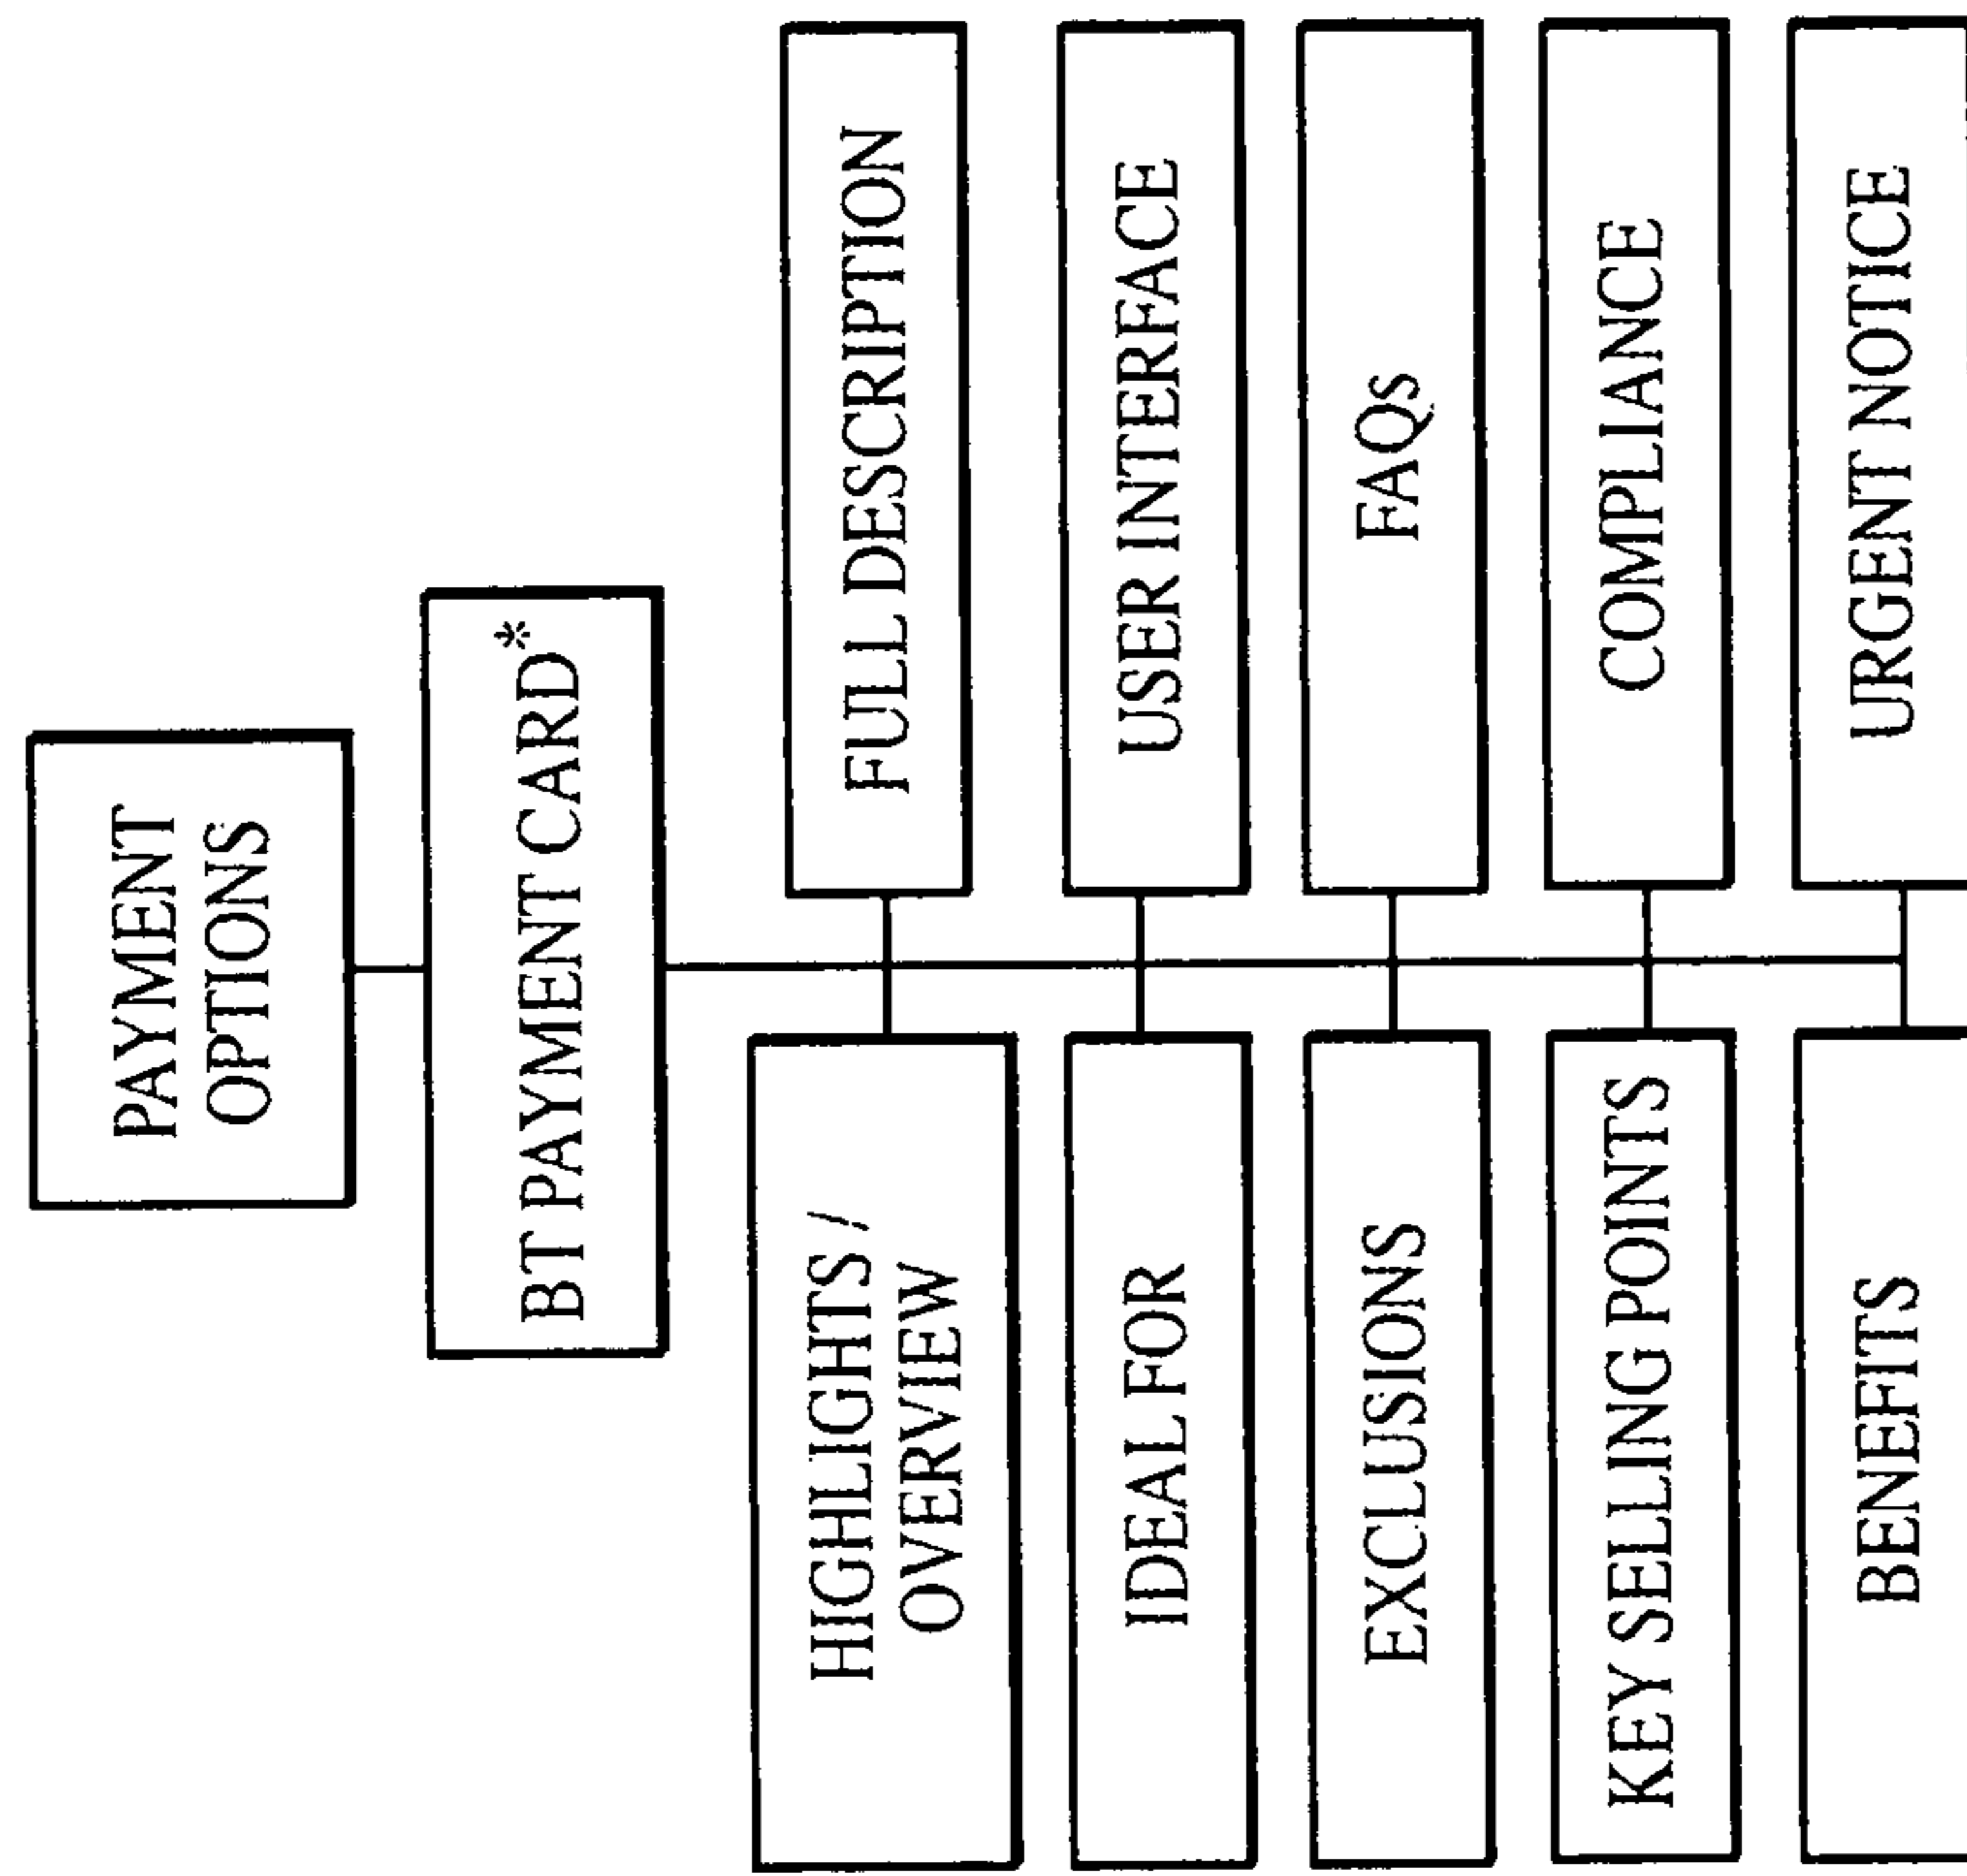 PAYMENT
OPTIONS
BT PAYMENT CARD*
HIGHLIGHTS /
OVERVIEW
FULL DESCRIPTION
IDEAL FOR
USER INTERFACE
EXCLUSIONS
FAQs
KEY SELLING POINTS
COMPLIANCE
BENEFITS
URGENT NOTICE